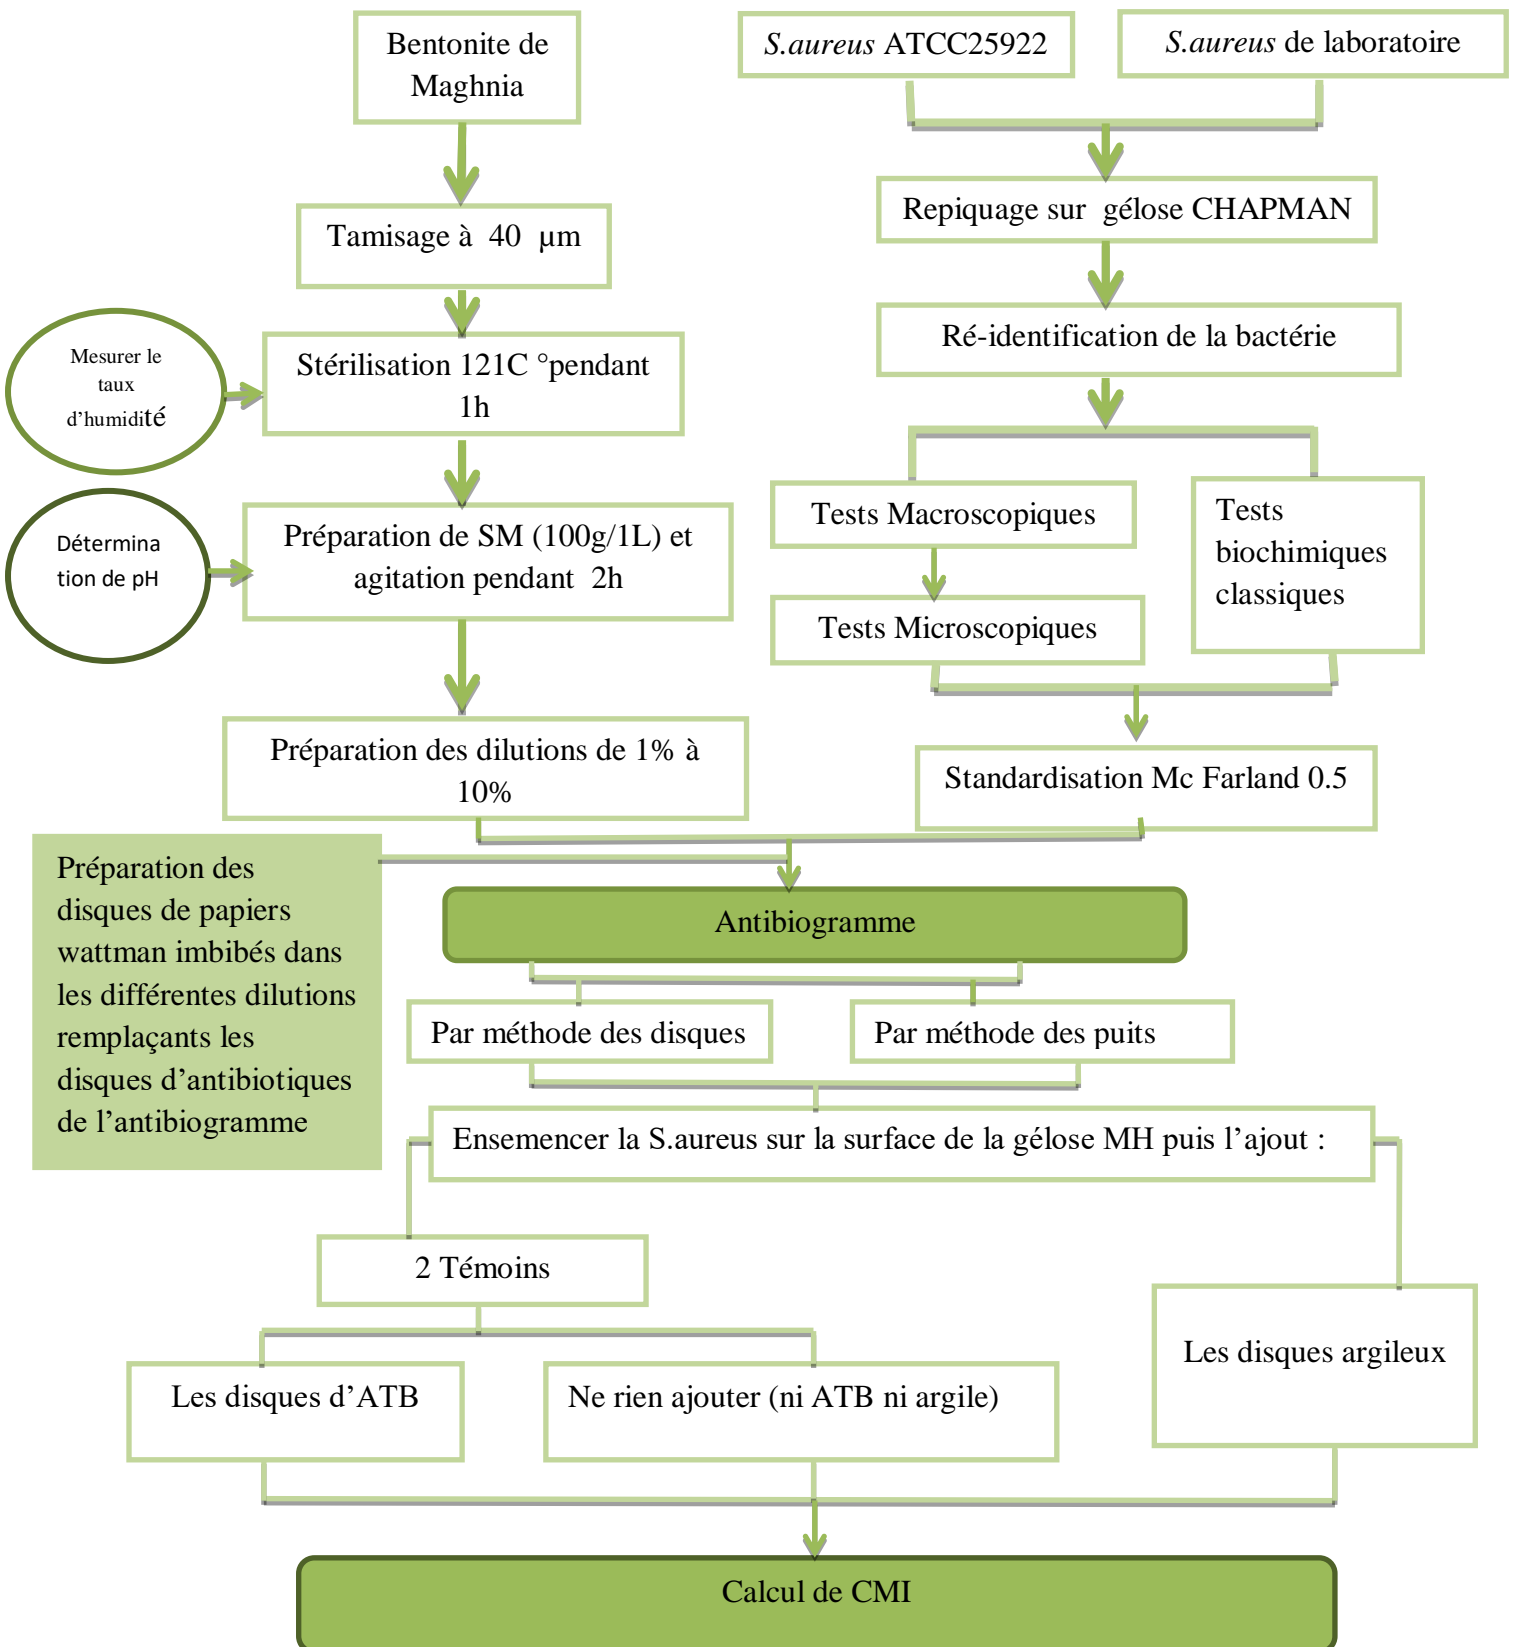 Bentonite de
Maghnia
S.aureus ATCC25922
S.aureus de laboratoire
Tamisage à 40 µm
Repiquage sur gélose CHAPMAN
Mesurer le
taux
d’humidité
Stérilisation 121C °pendant
1h
Ré-identification de la bactérie
Détermina
tion de pH
Préparation de SM (100g/1L) et
agitation pendant 2h
Tests Macroscopiques
Tests Microscopiques
Tests
biochimiques
classiques
Préparation des dilutions de 1% à
10%
Standardisation Mc Farland 0.5
Préparation des
disques de papiers
wattman imbibés dans
les différentes dilutions
remplaçants les
disques d’antibiotiques
de l’antibiogramme
Antibiogramme
Par méthode des disques
Par méthode des puits
Ensemencer la S.aureus sur la surface de la gélose MH puis l’ajout :
2 Témoins
Les disques argileux
Les disques d’ATB
Ne rien ajouter (ni ATB ni argile)
Calcul de CMI